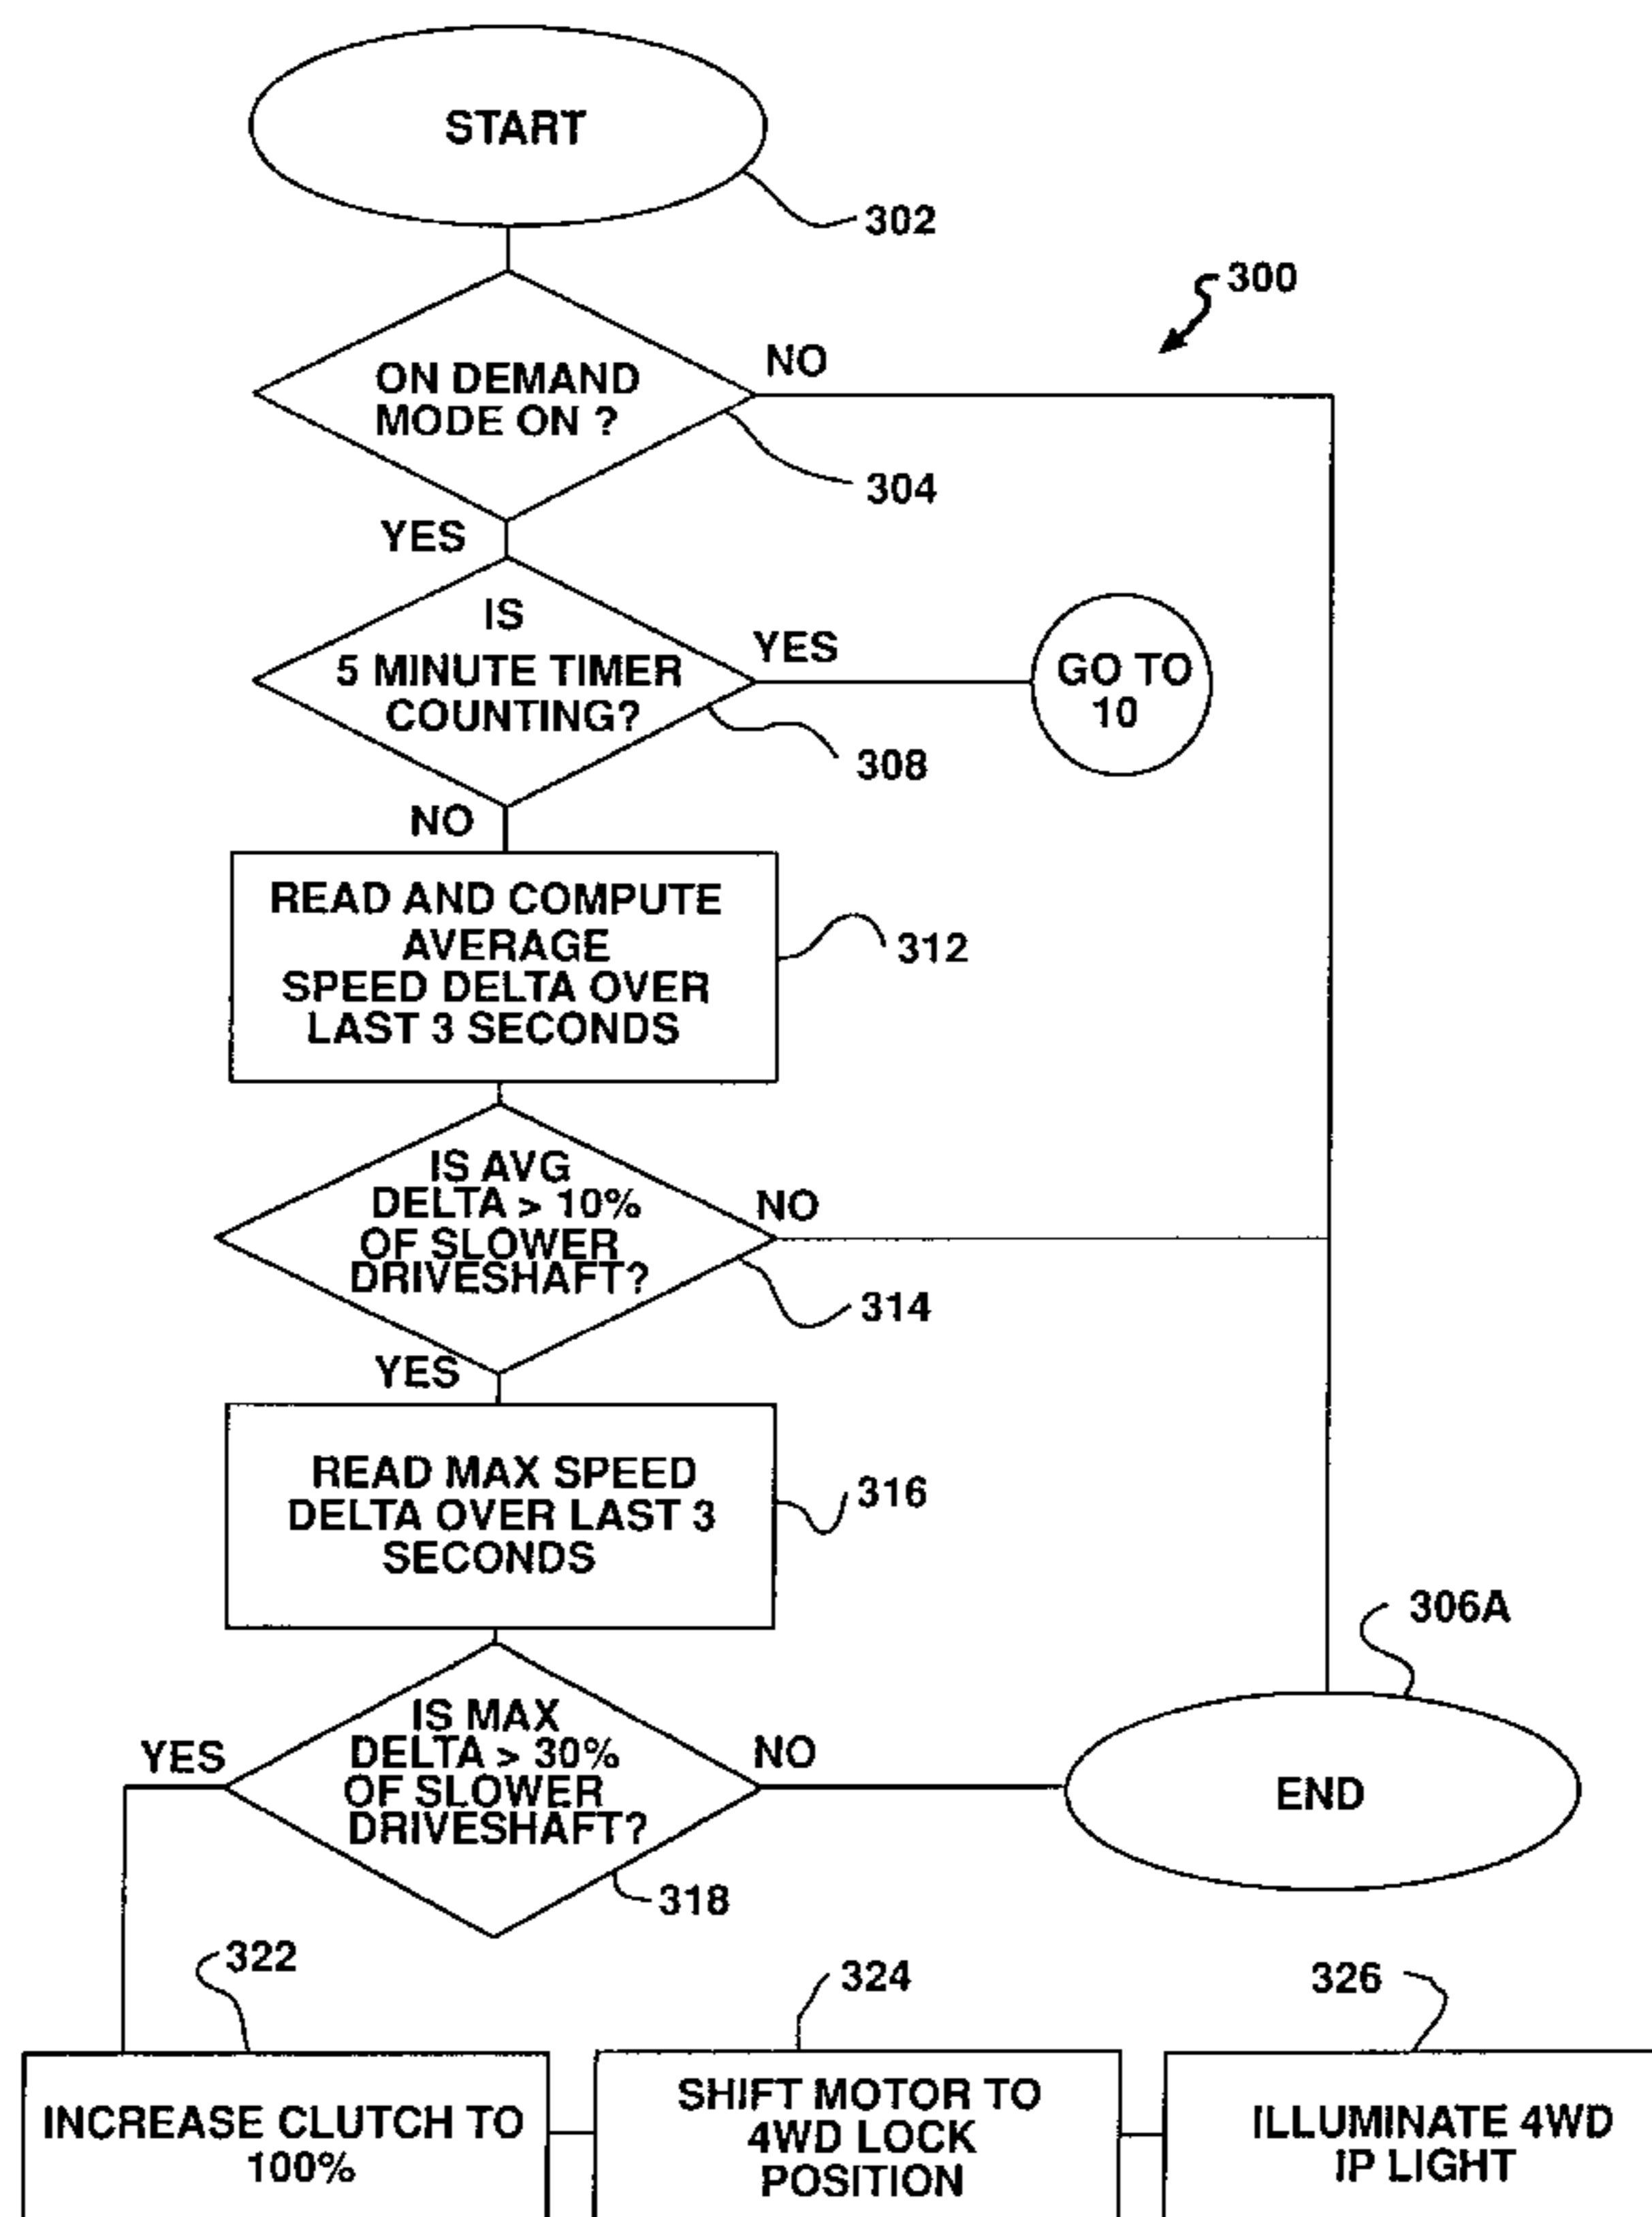 START
302
300
ON DEMAND
MODE ON ?
NO
304
YES
IS
5 MINUTE TIMER
COUNTING?
YES
GO TO
10
308
NO
READ AND COMPUTE
AVERAGE
SPEED DELTA OVER
LAST 3 SECONDS
312
IS AVG
DELTA > 10%
OF SLOWER
DRIVESHAFT?
NO
314
YES
READ MAX SPEED
DELTA OVER LAST 3
SECONDS
316
306A
IS MAX
DELTA > 30%
OF SLOWER
DRIVESHAFT?
YES
NO
END
318
322
324
326
INCREASE CLUTCH TO
100%
SHIFT MOTOR TO
4WD LOCK
POSITION
ILLUMINATE 4WD
IP LIGHT